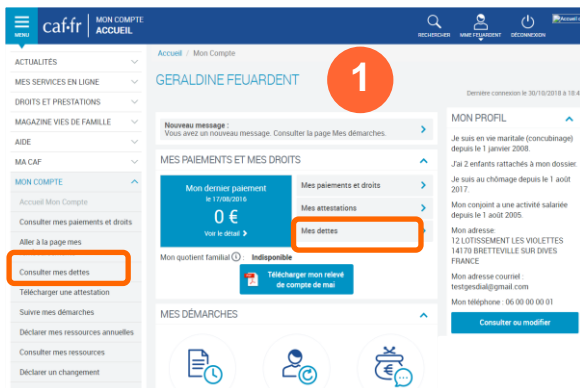 MENU
caf.fr
MON COMPTE
ACCUEIL
RECHERCHER
MME FEUARDENT
DÉCONNEXION
ACTUALITÉS
MES SERVICES EN LIGNE
DROITS ET PRESTATIONS
MAGAZINE VIES DE FAMILLE
AIDE
MA CAF
MON COMPTE
Accueil Mon Compte
Consulter mes paiements et droits
Aller à la page mes
Consulter mes dettes
Télécharger une attestation
Suivre mes démarches
Déclarer mes ressources annuelles
Consulter mes ressources
Déclarer un changement
Accueil / Mon Compte
GERALDINE FEUARDENT
1
Dernière connexion le 30/10/2018 à 18:4
Nouveau message :
Vous avez un nouveau message. Consulter la page Mes démarches.
MES PAIEMENTS ET MES DROITS
Mon dernier paiement
le 17/08/2016
0 €
Voir le détail
Mes paiements et droits
Mes attestations
Mes dettes
Mon quotient familial : Indisponible
Télécharger mon relevé
de compte de mai
MES DÉMARCHES
MON PROFIL
Je suis en vie maritale (concubinage)
depuis le 1 janvier 2008.
J'ai 2 enfants rattachés à mon dossier.
Je suis au chômage depuis le 1 août
2017.
Mon conjoint a une activité salariée
depuis le 1 août 2005.
Mon adresse:
12 LOTISSEMENT LES VIOLETTES
14170 BRETTEVILLE SUR DIVES
FRANCE
Mon adresse courriel :
testgesdial@gmail.com
Mon téléphone : 06 00 00 00 01
Consulter ou modifier